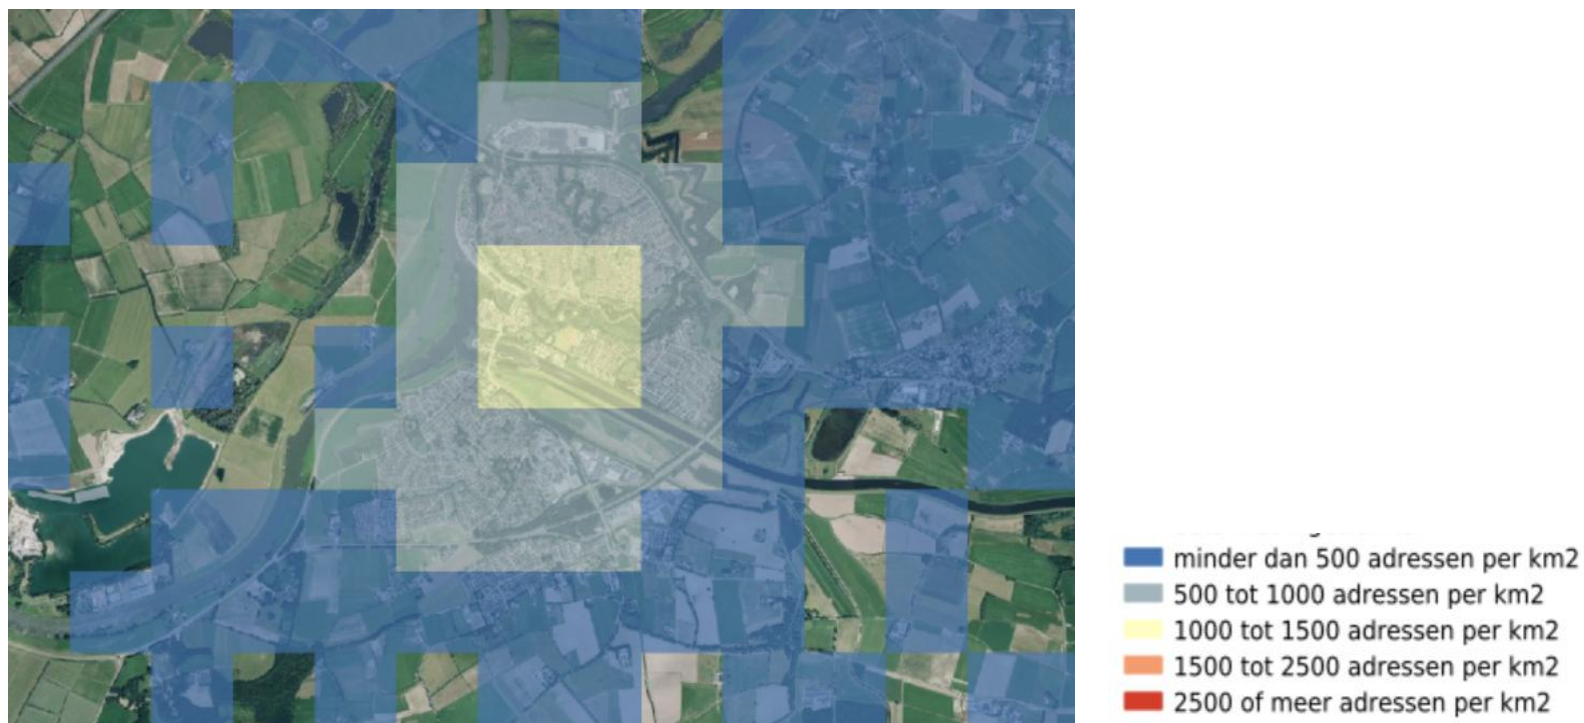 minder dan 500 adressen per km2
500 tot 1000 adressen per km2
1000 tot 1500 adressen per km2
1500 tot 2500 adressen per km2
2500 of meer adressen per km2